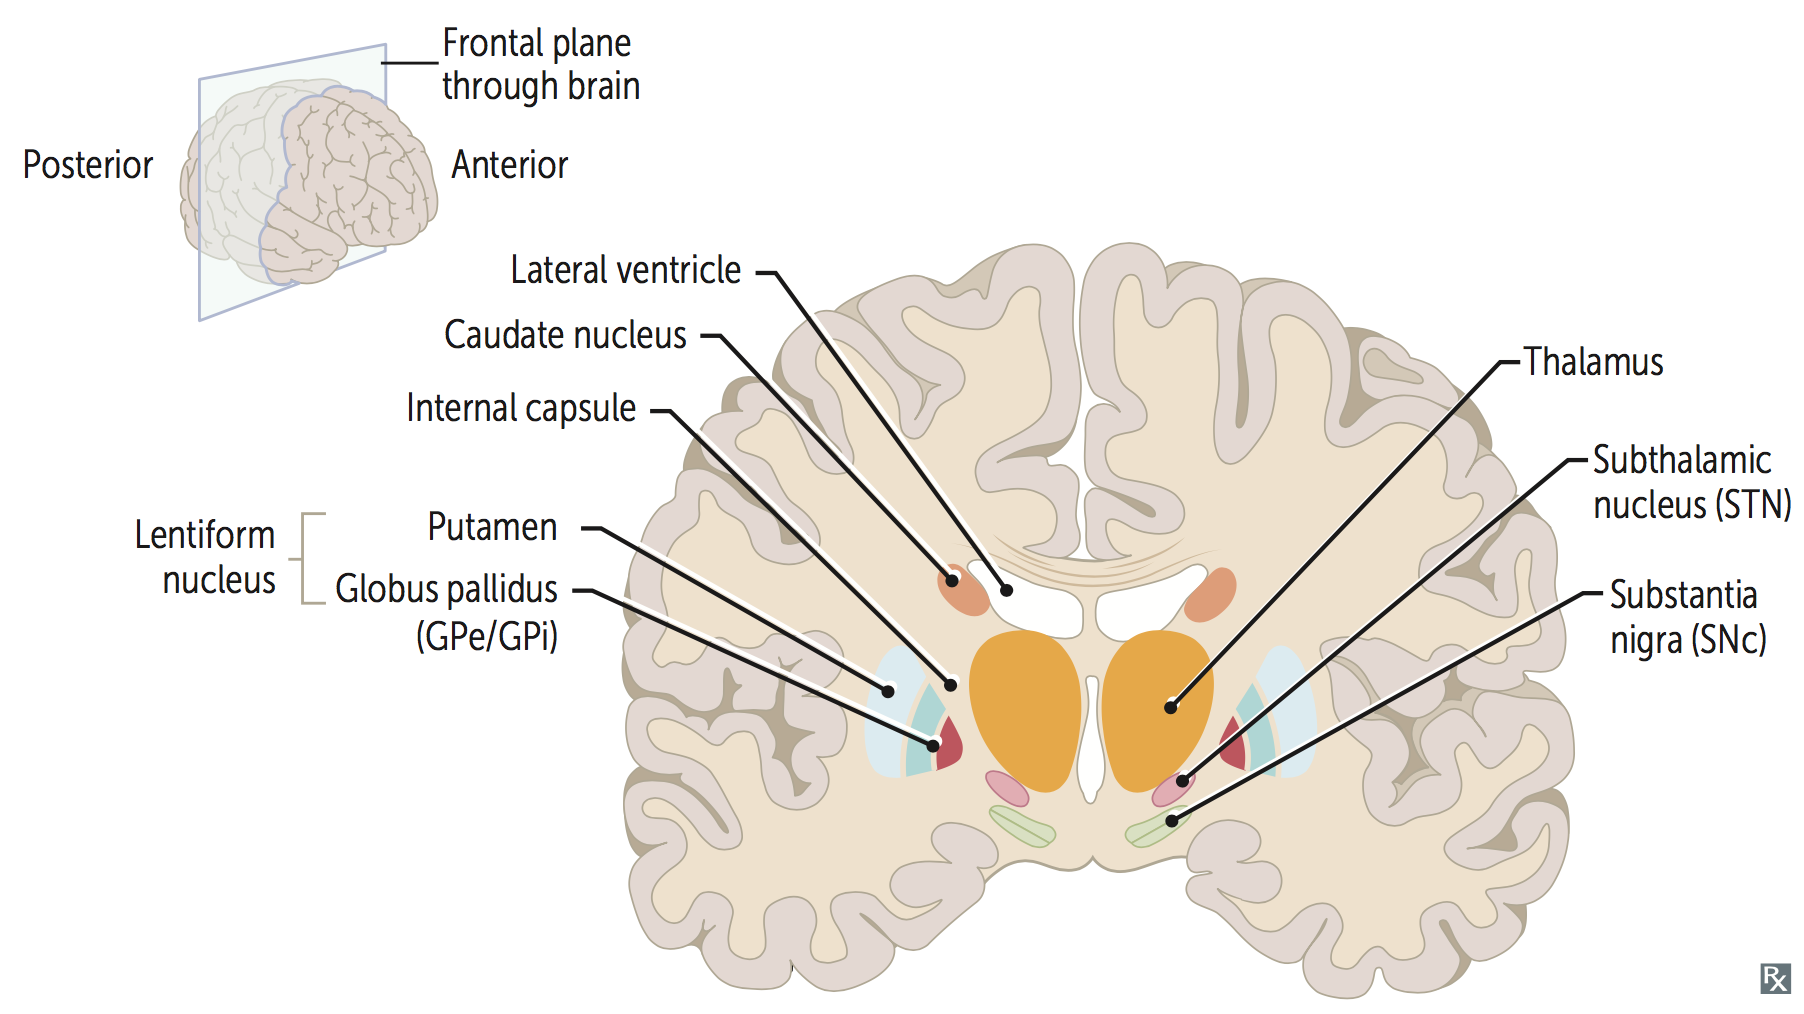 Frontal plane
through brain
Posterior
Anterior
Lateral ventricle
Caudate nucleus
Internal capsule
Lentiform
nucleus
Putamen
Globus pallidus
(GPe/GPi)
Thalamus
Subthalamic
nucleus (STN)
Substantia
nigra (SNc)
Rx